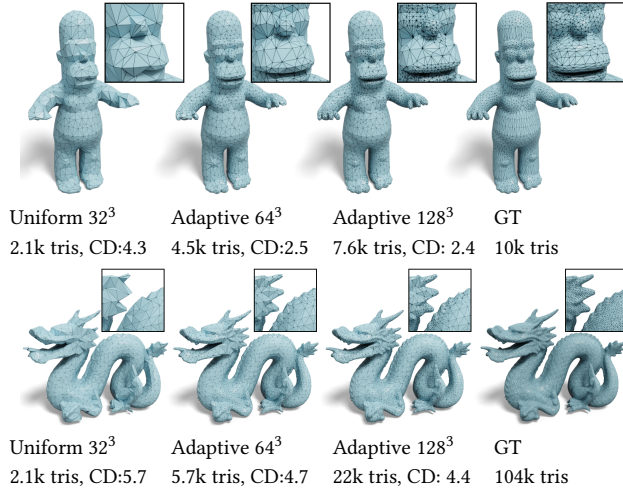 Uniform 32³ Adaptive 64³ Adaptive 128³ GT
2.1k tris, CD:4.3 4.5k tris, CD:2.5 7.6k tris, CD: 2.4 10k tris
Uniform 32³ Adaptive 64³ Adaptive 128³ GT
2.1k tris, CD:5.7 5.7k tris, CD:4.7 22k tris, CD: 4.4 104k tris